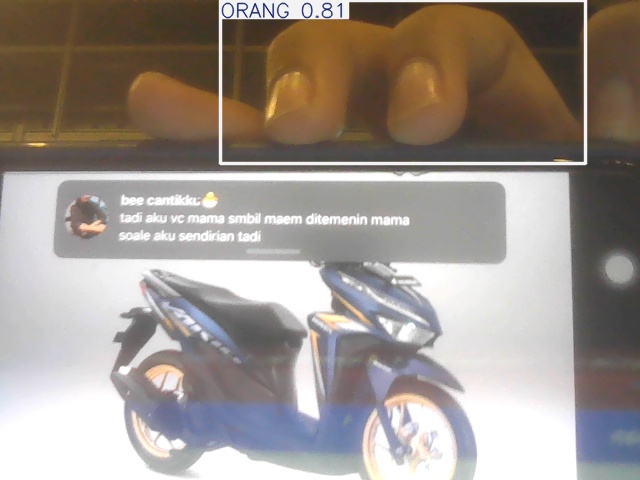 ORANG 0.81
bee cantikku🐣
tadi aku vc mama smbil maem ditemenin mama
soale aku sendirian tadi